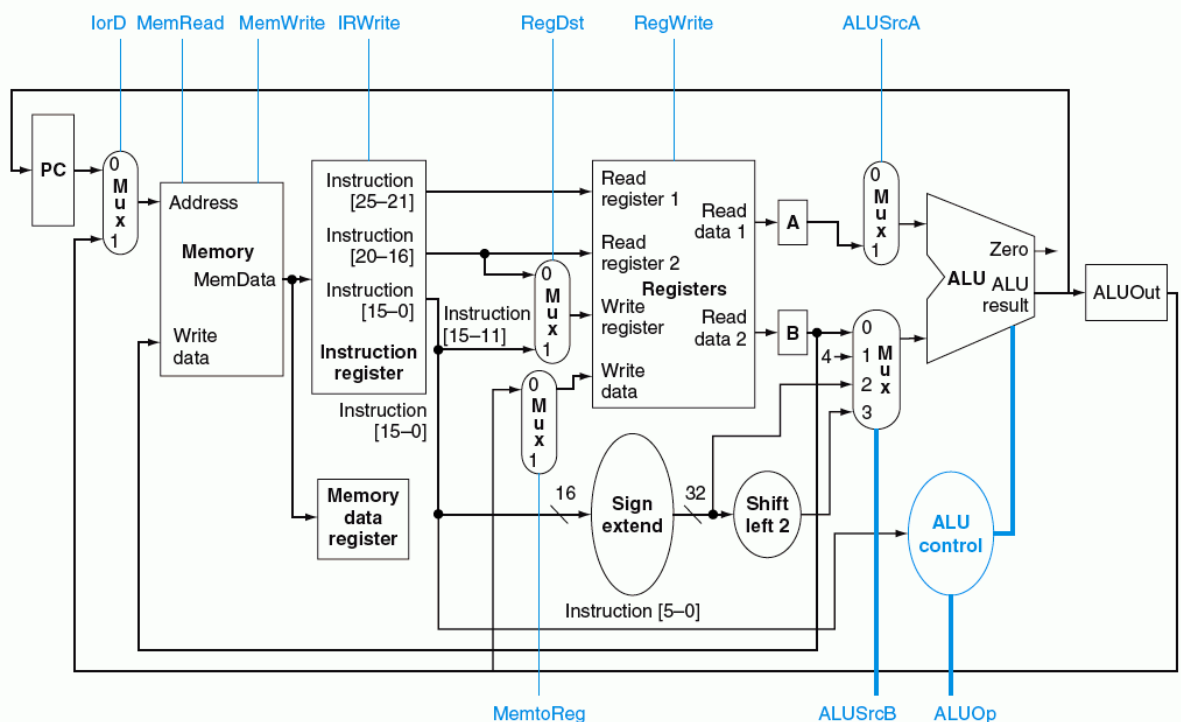 IorD MemRead MemWrite IRWrite RegDst RegWrite ALUSrcA
PC
0
M
u
x
1
Address
Memory
MemData
Write
data
Instruction
[25–21]
Instruction
[20–16]
Instruction
[15–0]
Instruction
register
Instruction
[15–11]
Instruction
[15–0]
Memory
data
register
0
M
u
x
1
0
M
u
x
1
Read
register 1
Read
register 2
Registers
Write
register
Write
data
Read
data 1
Read
data 2
A
B
16
Sign
extend
32
Shift
left 2
Instruction [5–0]
0
M
u
x
1
4
0
1
2
3
M
u
x
Zero
ALU
ALU
result
ALUOut
ALU
control
MemtoReg ALUSrcB ALUOp